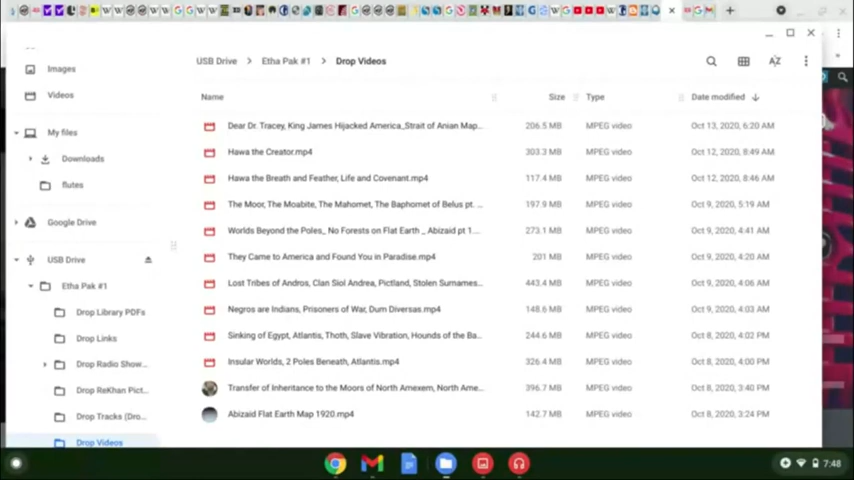 USB Drive > Etha Pak #1 > Drop Videos
AZ
Images
Videos
My files
Downloads
flutes
Google Drive
USB Drive
Etha Pak #1
Drop Library PDFs
Drop Links
Drop Radio Show...
Drop ReKhan Pict...
Drop Tracks (Dro...
Drop Videos
Name Size Type Date modified
Dear Dr. Tracey, King James Hijacked America_Strait of Anian Map... 206.5 MB MPEG video Oct 13, 2020, 6:20 AM
Hawa the Creator.mp4 303.3 MB MPEG video Oct 12, 2020, 8:49 AM
Hawa the Breath and Feather, Life and Covenant.mp4 117.4 MB MPEG video Oct 12, 2020, 8:46 AM
The Moor, The Moabite, The Mahomet, The Baphomet of Belus pt. ... 197.9 MB MPEG video Oct 9, 2020, 5:19 AM
Worlds Beyond the Poles_ No Forests on Flat Earth _ Abizaid pt 1.... 273.1 MB MPEG video Oct 9, 2020, 4:41 AM
They Came to America and Found You in Paradise.mp4 201 MB MPEG video Oct 9, 2020, 4:20 AM
Lost Tribes of Andros, Clan Siol Andrea, Pictland, Stolen Surnames... 443.4 MB MPEG video Oct 9, 2020, 4:06 AM
Negros are Indians, Prisoners of War, Dum Diversas.mp4 148.6 MB MPEG video Oct 9, 2020, 4:03 AM
Sinking of Egypt, Atlantis, Thoth, Slave Vibration, Hounds of the Ba... 244.6 MB MPEG video Oct 8, 2020, 4:02 PM
Insular Worlds, 2 Poles Beneath, Atlantis.mp4 326.4 MB MPEG video Oct 8, 2020, 4:00 PM
Transfer of Inheritance to the Moors of North Amexem, North Ame... 396.7 MB MPEG video Oct 8, 2020, 3:40 PM
Abizaid Flat Earth Map 1920.mp4 142.7 MB MPEG video Oct 8, 2020, 3:24 PM
7:48